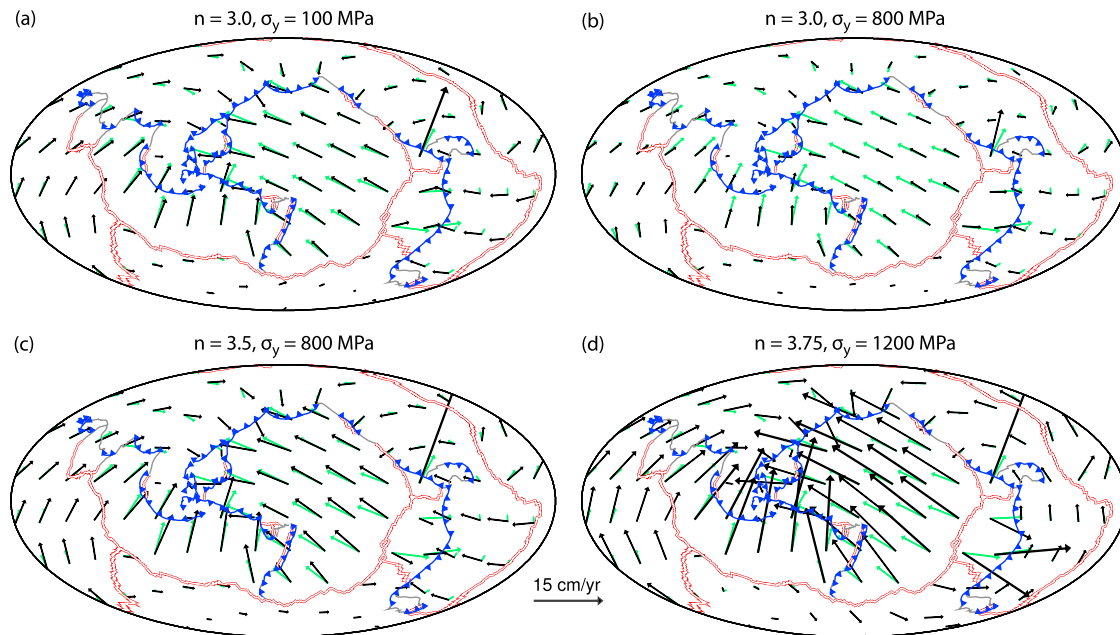 (a) n = 3.0, σy = 100 MPa
(b) n = 3.0, σy = 800 MPa
(c) n = 3.5, σy = 800 MPa
(d) n = 3.75, σy = 1200 MPa
15 cm/yr